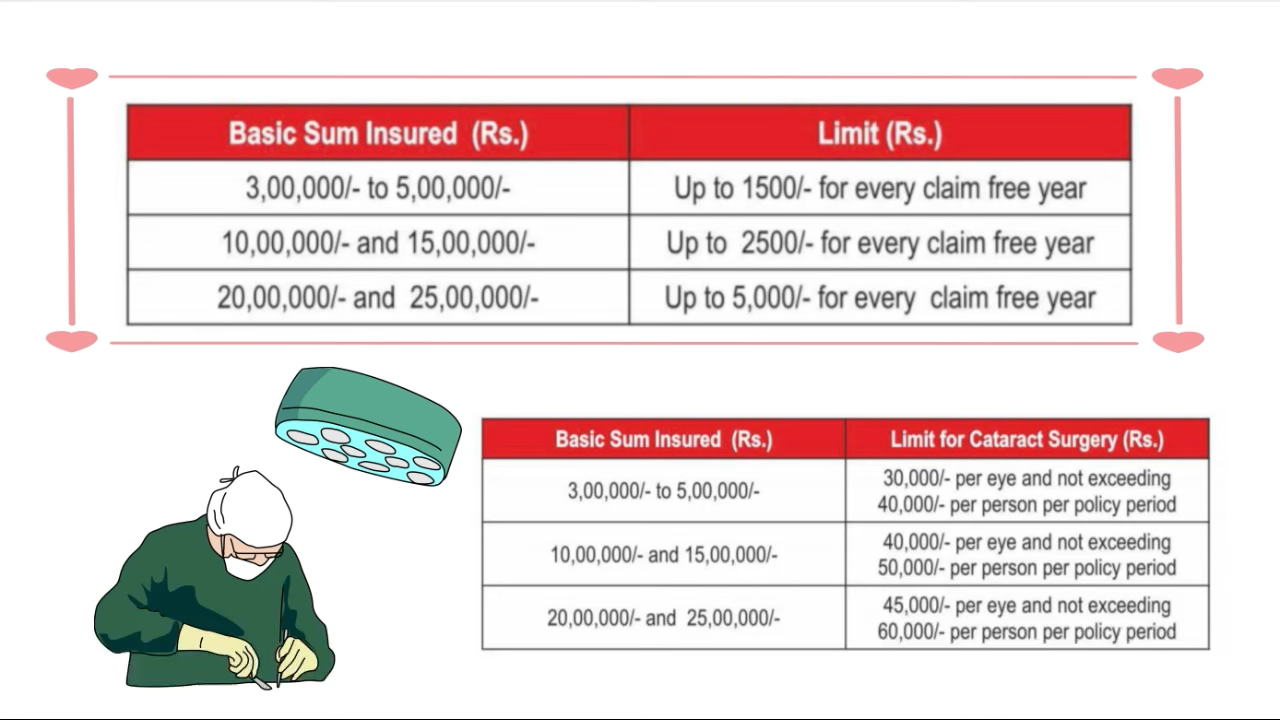 Basic Sum Insured (Rs.) Limit (Rs.)
3,00,000/- to 5,00,000/- Up to 1500/- for every claim free year
10,00,000/- and 15,00,000/- Up to 2500/- for every claim free year
20,00,000/- and 25,00,000/- Up to 5,000/- for every claim free year
Basic Sum Insured (Rs.) Limit for Cataract Surgery (Rs.)
3,00,000/- to 5,00,000/- 30,000/- per eye and not exceeding
40,000/- per person per policy period
10,00,000/- and 15,00,000/- 40,000/- per eye and not exceeding
50,000/- per person per policy period
20,00,000/- and 25,00,000/- 45,000/- per eye and not exceeding
60,000/- per person per policy period